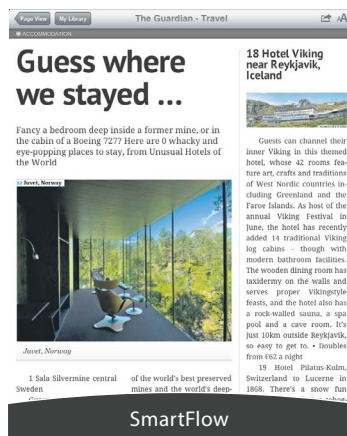 Page View
My Library
The Guardian - Travel
AA
ACCOMMODATION
Guess where
we stayed ...
Fancy a bedroom deep inside a former mine, or in
the cabin of a Boeing 727? Here are 0 whacky and
eye-popping places to stay, from Unusual Hotels of
the World
Juvet, Norway
Juvet, Norway
1 Sala Silvermine central
Sweden
of the world's best preserved
mines and the world's deep-
18 Hotel Viking
near Reykjavik,
Iceland
Guests can channel their
inner Viking in this themed
hotel, whose 42 rooms fea-
ture art, crafts and traditions
of West Nordic countries in-
cluding Greenland and the
Faroe Islands. As host of the
annual Viking Festival in
June, the hotel has recently
added 14 traditional Viking
log cabins – though with
modern bathroom facilities.
The wooden dining room has
taxidermy on the walls and
serves proper Vikingstyle
feasts, and the hotel also has
a rock-walled sauna, a spa
pool and a cave room. It's
just 10km outside Reykjavik,
so easy to get to. • Doubles
from €62 a night
19 Hotel Pilatus-Kulm,
Switzerland to Lucerne in
1868. There's a snow fun
SmartFlow